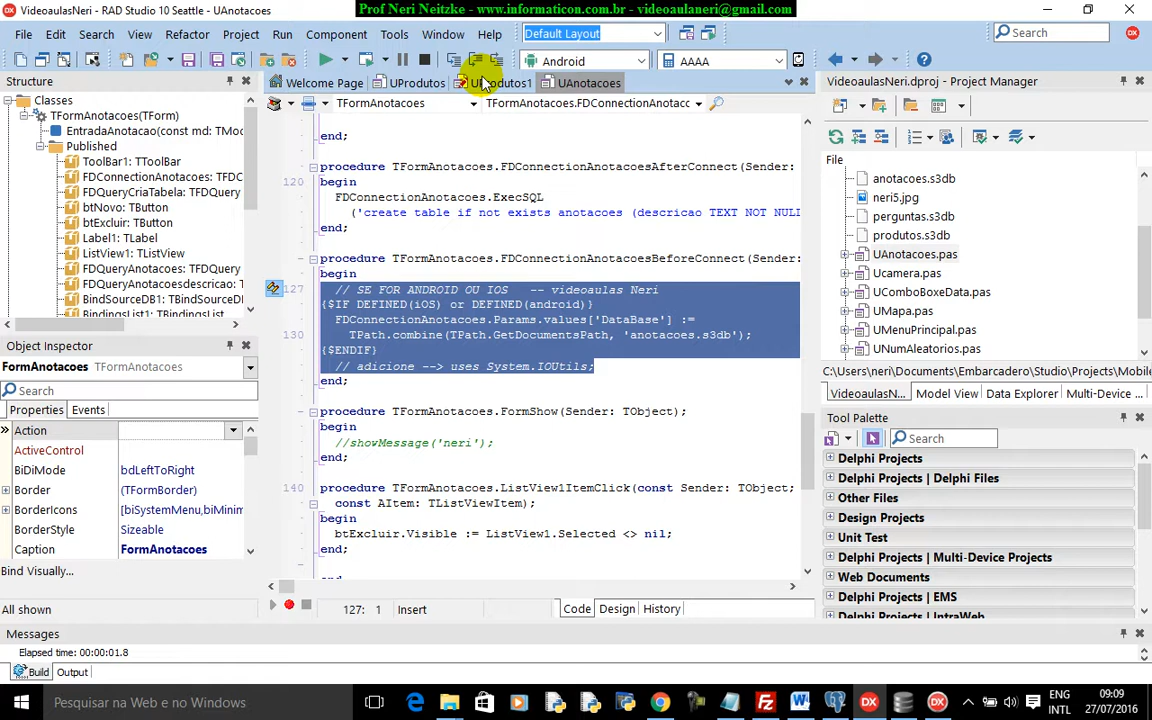 VideoaulasNeri - RAD Studio 10 Seattle - UAnotacoes
Prof Neri Neitzke - www.informaticon.com.br - videoaulaneri@gmail.com
File Edit Search View Refactor Project Run Component Tools Window Help
Default Layout
Search
Android
AAAA
Structure
Classes
TFormAnotacoes(TForm)
EntradaAnotacao(const md: TMoc
Published
ToolBar1: TToolBar
FDConnectionAnotacoes: TFDC
FDQueryCriaTabela: TFDQuery
btNovo: TButton
btExcluir: TButton
Label1: TLabel
ListView1: TListView
FDQueryAnotacoes: TFDQuery
FDQueryAnotacoesdescricao: T
BindSourceDB1: TBindSourceDB
BindingsList1: TBindingsList
Object Inspector
FormAnotacoes TFormAnotacoes
Search
Properties Events
Action
ActiveControl
BiDiMode bdLeftToRight
Border (TFormBorder)
BorderIcons [biSystemMenu,biMinim
BorderStyle Sizeable
Caption FormAnotacoes
Bind Visually...
All shown
Welcome Page UProdutos UProdutos1 UAnotacoes
TFormAnotacoes TFormAnotacoes.FDConnectionAnotacc
end;
procedure TFormAnotacoes.FDConnectionAnotacoesAfterConnect(Sender:
120 begin
FDConnectionAnotacoes.ExecSQL
('create table if not exists anotacoes (descricao TEXT NOT NULL
end;
procedure TFormAnotacoes.FDConnectionAnotacoesBeforeConnect(Sender:
begin
127 // SE FOR ANDROID OU IOS -- videoaulas Neri
{$IF DEFINED(iOS) or DEFINED(android)}
FDConnectionAnotacoes.Params.values['DataBase'] :=
130 TPath.combine(TPath.GetDocumentsPath, 'anotacoes.s3db');
{$ENDIF}
// adicione --> uses System.IOUtils;
end;
procedure TFormAnotacoes.FormShow(Sender: TObject);
begin
//showMessage('neri');
end;
140 procedure TFormAnotacoes.ListView1ItemClick(const Sender: TObject;
const AItem: TListViewItem);
begin
btExcluir.Visible := ListView1.Selected <> nil;
end;
end
127: 1 Insert Code Design History
VideoaulasNeri.dproj - Project Manager
File
anotacoes.s3db
neri5.jpg
perguntas.s3db
produtos.s3db
UAnotacoes.pas
Ucamera.pas
UComboBoxeData.pas
UMapa.pas
UMenuPrincipal.pas
UNumAleatorios.pas
C:\Users\neri\Documents\Embarcadero\Studio\Projects\Mobile
VideoaulasN... Model View Data Explorer Multi-Device ...
Tool Palette
Search
Delphi Projects
Delphi Projects | Delphi Files
Other Files
Design Projects
Unit Test
Delphi Projects | Multi-Device Projects
Web Documents
Delphi Projects | EMS
Delphi Projects | IntraWeb
Messages
Elapsed time: 00:00:01.8
Build Output
Pesquisar na Web e no Windows
ENG
INTL
09:09
27/07/2016